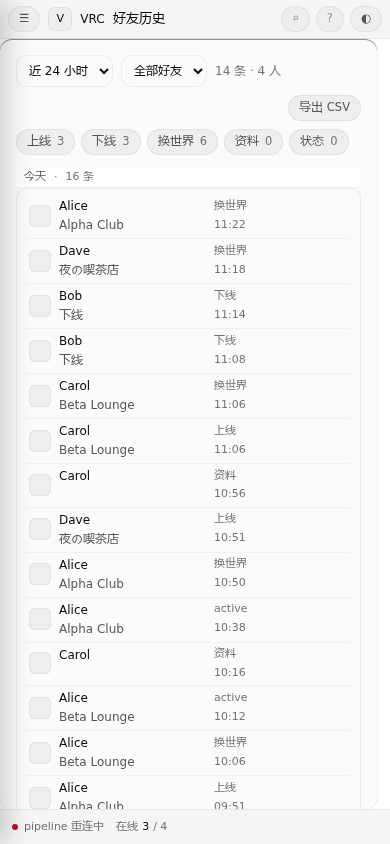 ☰ V VRC 好友历史 ⌕ ? ◐
近 24 小时 全部好友 14 条 · 4 人
导出 CSV
上线 3 下线 3 换世界 6 资料 0 状态 0
今天 · 16 条
Alice 换世界
Alpha Club 11:22
Dave 换世界
夜の喫茶店 11:18
Bob 下线
下线 11:14
Bob 下线
下线 11:08
Carol 换世界
Beta Lounge 11:06
Carol 上线
Beta Lounge 11:06
Carol 资料
10:56
Dave 上线
夜の喫茶店 10:51
Alice 换世界
Alpha Club 10:50
Alice active
Alpha Club 10:38
Carol 资料
10:16
Alice active
Beta Lounge 10:12
Alice 换世界
Beta Lounge 10:06
Alice 上线
Alpha Club 09:51
pipeline 重连中 在线 3 / 4